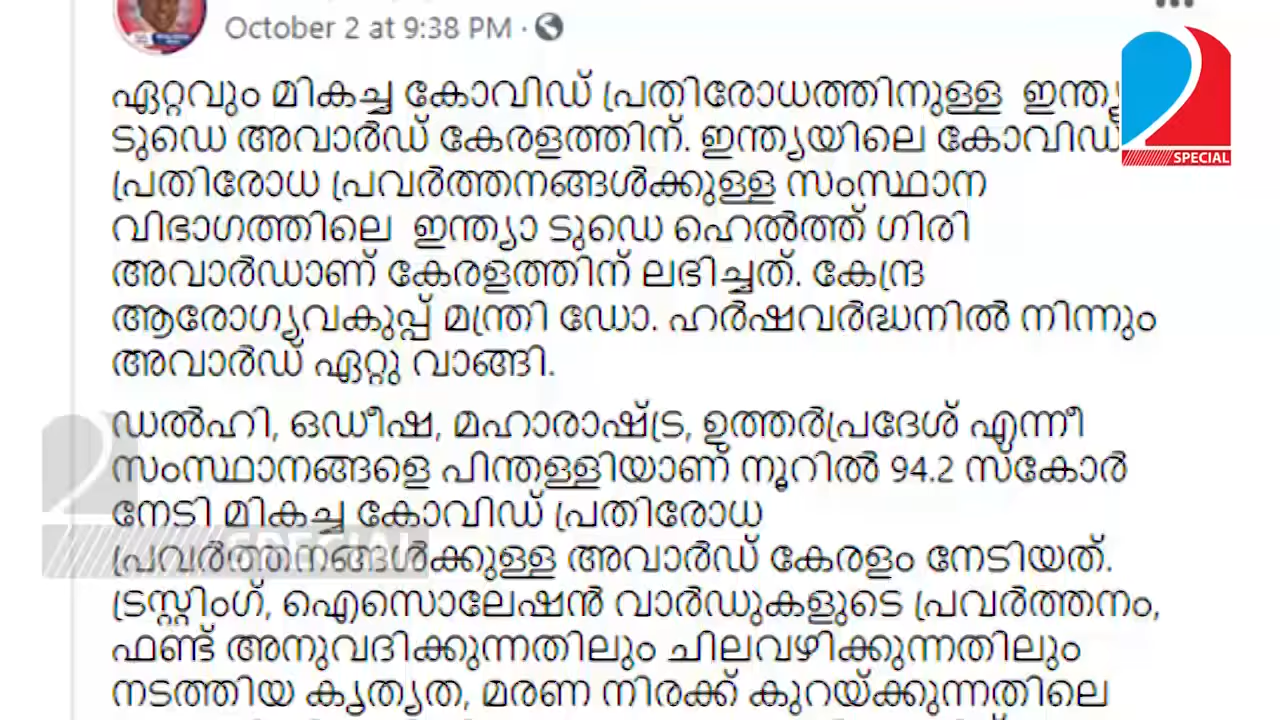 October 2 at 9:38 PM ·
ഏറ്റവും മികച്ച കോവിഡ് പ്രതിരോധത്തിനുള്ള ഇന്ത്യ
ടുഡെ അവാർഡ് കേരളത്തിന്. ഇന്ത്യയിലെ കോവിഡ്
പ്രതിരോധ പ്രവർത്തനങ്ങൾക്കുള്ള സംസ്ഥാന
വിഭാഗത്തിലെ ഇന്ത്യാ ടുഡെ ഹെൽത്ത് ഗിരി
അവാർഡാണ് കേരളത്തിന് ലഭിച്ചത്. കേന്ദ്ര
ആരോഗ്യവകുപ്പ് മന്ത്രി ഡോ. ഹർഷവർദ്ധനിൽ നിന്നും
അവാർഡ് ഏറ്റു വാങ്ങി.
ഡൽഹി, ഒഡീഷ, മഹാരാഷ്ട്ര, ഉത്തർപ്രദേശ് എന്നീ
സംസ്ഥാനങ്ങളെ പിന്തള്ളിയാണ് നൂറിൽ 94.2 സ്കോർ
നേടി മികച്ച കോവിഡ് പ്രതിരോധ
പ്രവർത്തനങ്ങൾക്കുള്ള അവാർഡ് കേരളം നേടിയത്.
ട്രസ്റ്റിംഗ്, ഐസൊലേഷൻ വാർഡുകളുടെ പ്രവർത്തനം,
ഫണ്ട് അനുവദിക്കുന്നതിലും ചിലവഴിക്കുന്നതിലും
നടത്തിയ കൃത്യത, മരണ നിരക്ക് കുറയ്ക്കുന്നതിലെ
2 SPECIAL
2 SPECIAL